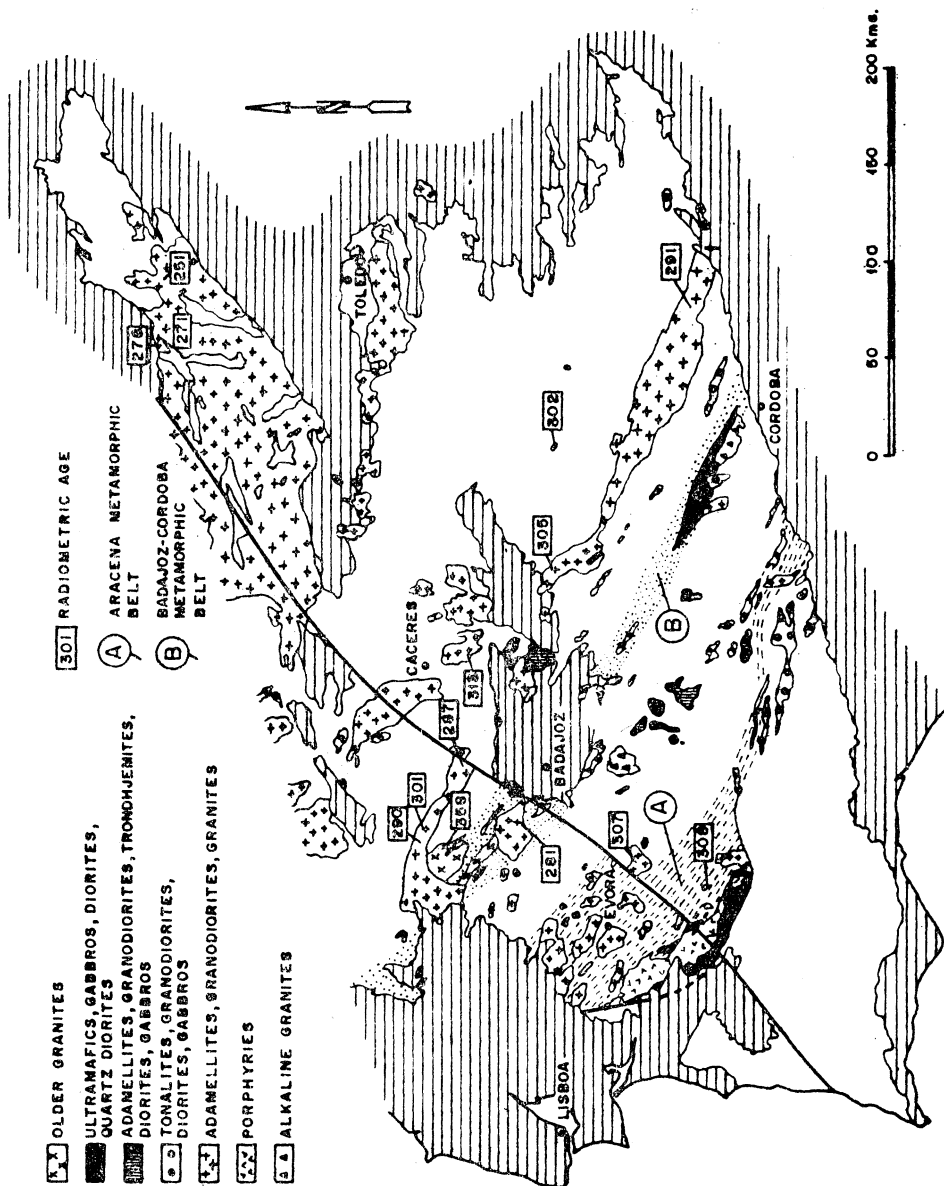 OLDER GRANITES
ULTRAMAFICS, GABBROS, DIORITES,
QUARTZ DIORITES
ADAMELLITES, GRANODIORITES, TRONDHJENITES,
DIORITES, GABBROS
TONALITES, GRANODIORITES,
DIORITES, GABBROS
ADAMELLITES, GRANODIORITES, GRANITES
PORPHYRIES
ALKALINE GRANITES
301 RADIOMETRIC AGE
A ARACENA METAMORPHIC
BELT
B BADAJOZ-CORDOBA
METAMORPHIC
BELT
N
276
271
251
TOLEDO
CACERES
290
301
297
359
313
305
302
291
BADAJOZ
281
307
EVORA
A
B
308
LISBOA
CORDOBA
0 50 100 150 200 Kms.